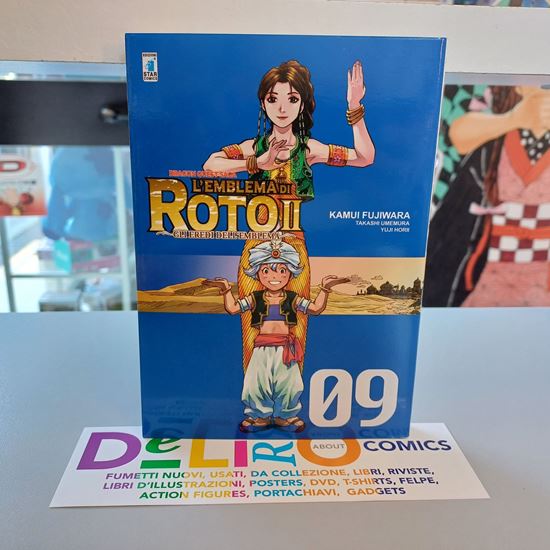 EDIZIONI
STAR
COMICS
DRAGON QUEST SAGA
L'EMBLEMA DI
ROTO II
GLI EREDI DELL'EMBLEMA
KAMUI FUJIWARA
TAKASHI UMEMURA
YUJI HORII
09
DeLIRO ABOUT COMICS
FUMETTI NUOVI, USATI, DA COLLEZIONE, LIBRI, RIVISTE,
LIBRI D'ILLUSTRAZIONI, POSTERS, DVD, T-SHIRTS, FELPE,
ACTION FIGURES, PORTACHIAVI, GADGETS